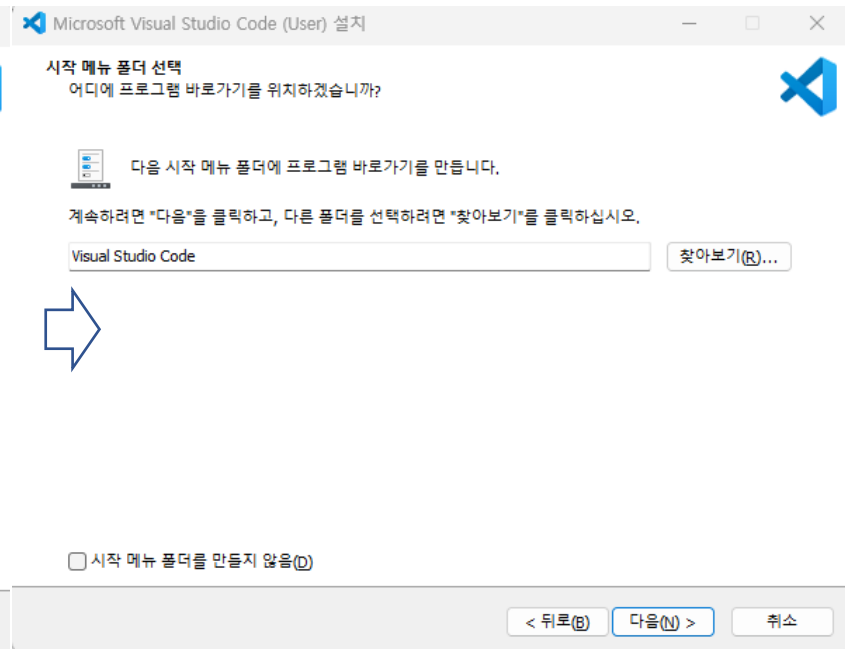 Microsoft Visual Studio Code (User) 설치
시작 메뉴 폴더 선택
어디에 프로그램 바로가기를 위치하겠습니까?
다음 시작 메뉴 폴더에 프로그램 바로가기를 만듭니다.
계속하려면 "다음"을 클릭하고, 다른 폴더를 선택하려면 "찾아보기"를 클릭하십시오.
Visual Studio Code
찾아보기(R)...
시작 메뉴 폴더를 만들지 않음(D)
< 뒤로(B) 다음(N) > 취소